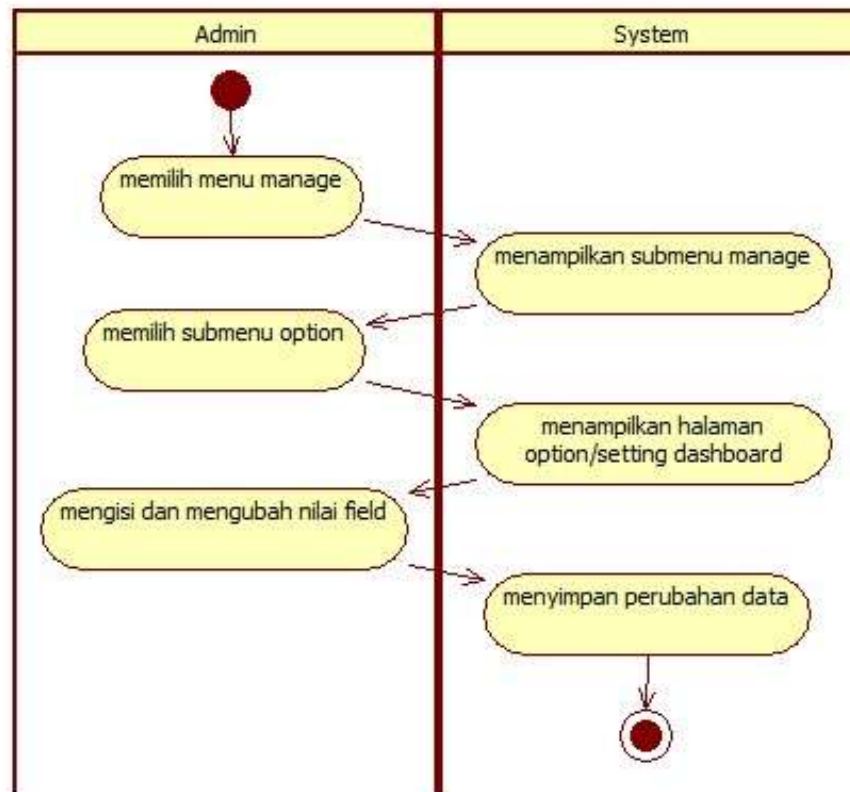 Admin
System
memilih menu manage
menampilkan submenu manage
memilih submenu option
menampilkan halaman
option/setting dashboard
mengisi dan mengubah nilai field
menyimpan perubahan data